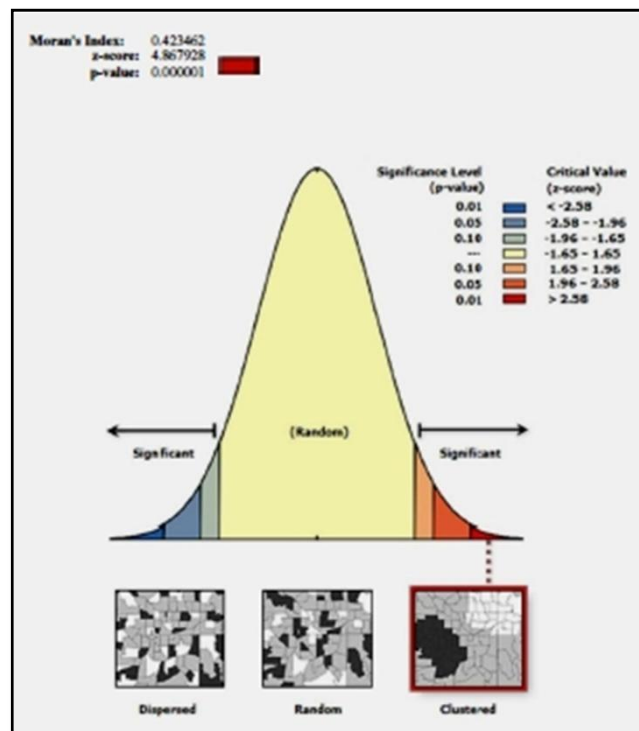 Moran's Index: 0.423462
z-score: 4.867928
p-value: 0.000001
Significance Level (p-value) Critical Value (z-score)
0.01 < -2.58
0.05 -2.58 – -1.96
0.10 -1.96 – -1.65
--- -1.65 – 1.65
0.10 1.65 – 1.96
0.05 1.96 – 2.58
0.01 > 2.58
(Random)
Significant Significant
Dispersed Random Clustered